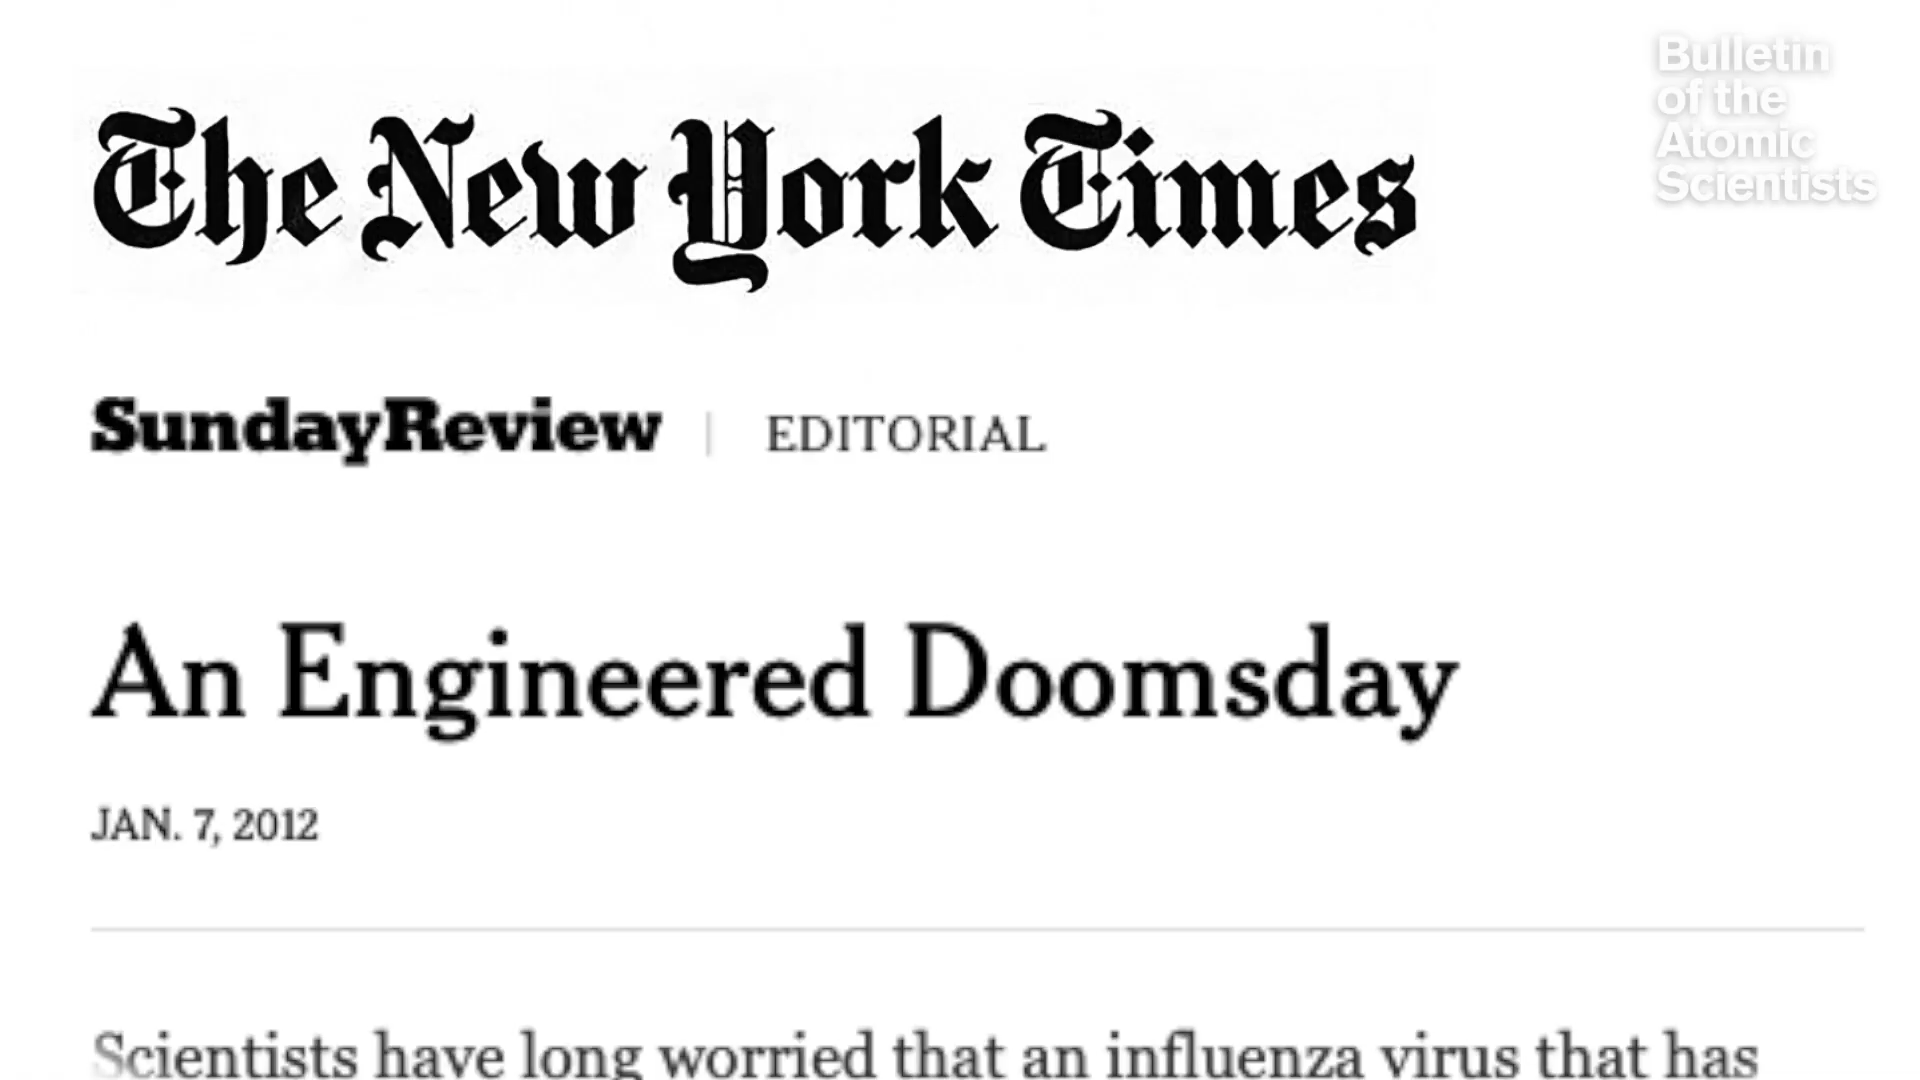 The New York Times
Bulletin
of the
Atomic
Scientists
SundayReview | EDITORIAL
An Engineered Doomsday
JAN. 7, 2012
Scientists have long worried that an influenza virus that has